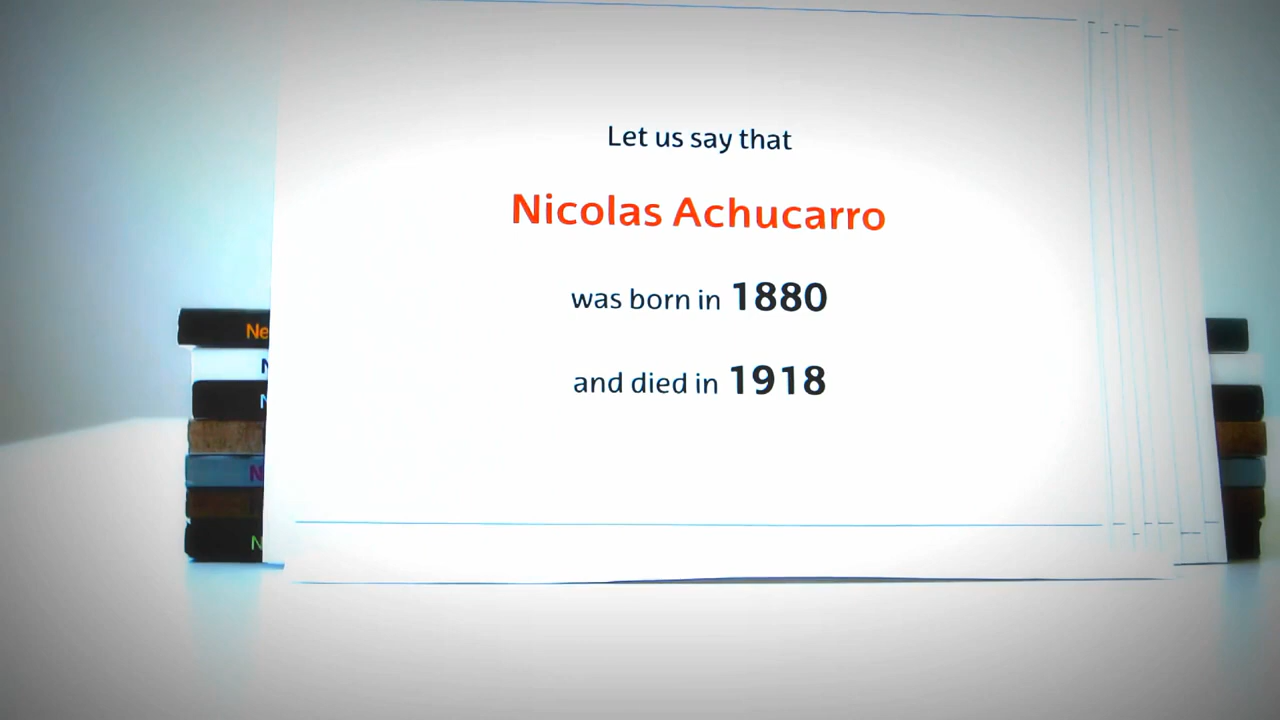 Let us say that
Nicolas Achucarro
was born in 1880
and died in 1918